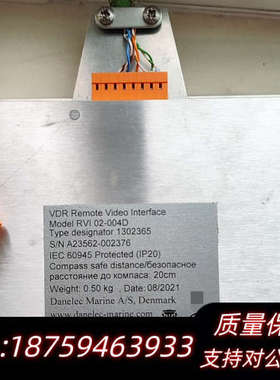 VDR Remote Video Interface
Model RVI 02-004D
Type designator 1302365
S/N A23562-002376
IEC 60945 Protected (IP20)
Compass safe distance/безопасное
расстояние до компаса: 20cm
Weight: 0.50 kg. Date: 08/2021
Danelec Marine A/S, Denmark
danelec-marine.com
质量保
:18759463933
支持对公